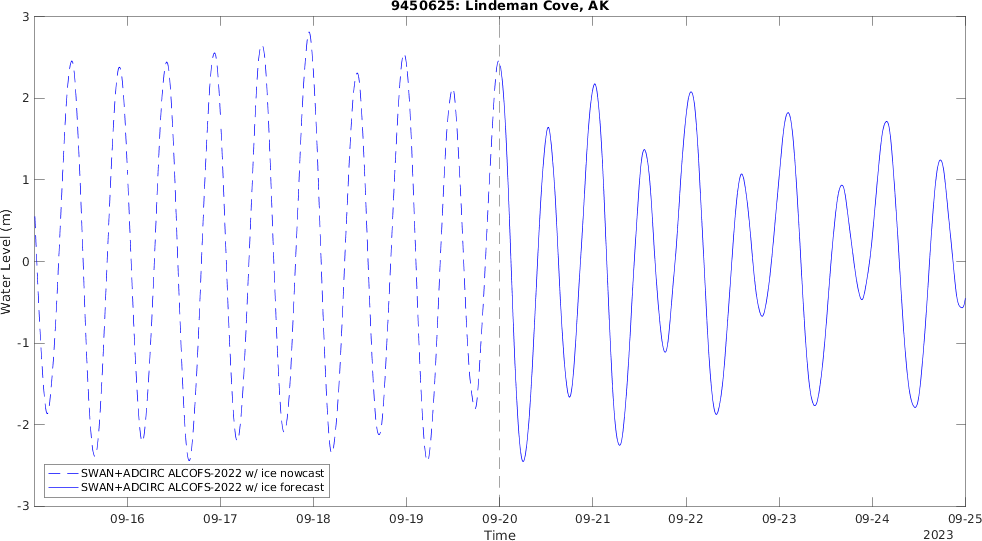 9450625: Lindeman Cove, AK
3
2
1
0
-1
-2
-3
Water Level (m)
SWAN+ADCIRC ALCOFS-2022 w/ ice nowcast
SWAN+ADCIRC ALCOFS-2022 w/ ice forecast
09-16 09-17 09-18 09-19 09-20 09-21 09-22 09-23 09-24 09-25
Time
2023